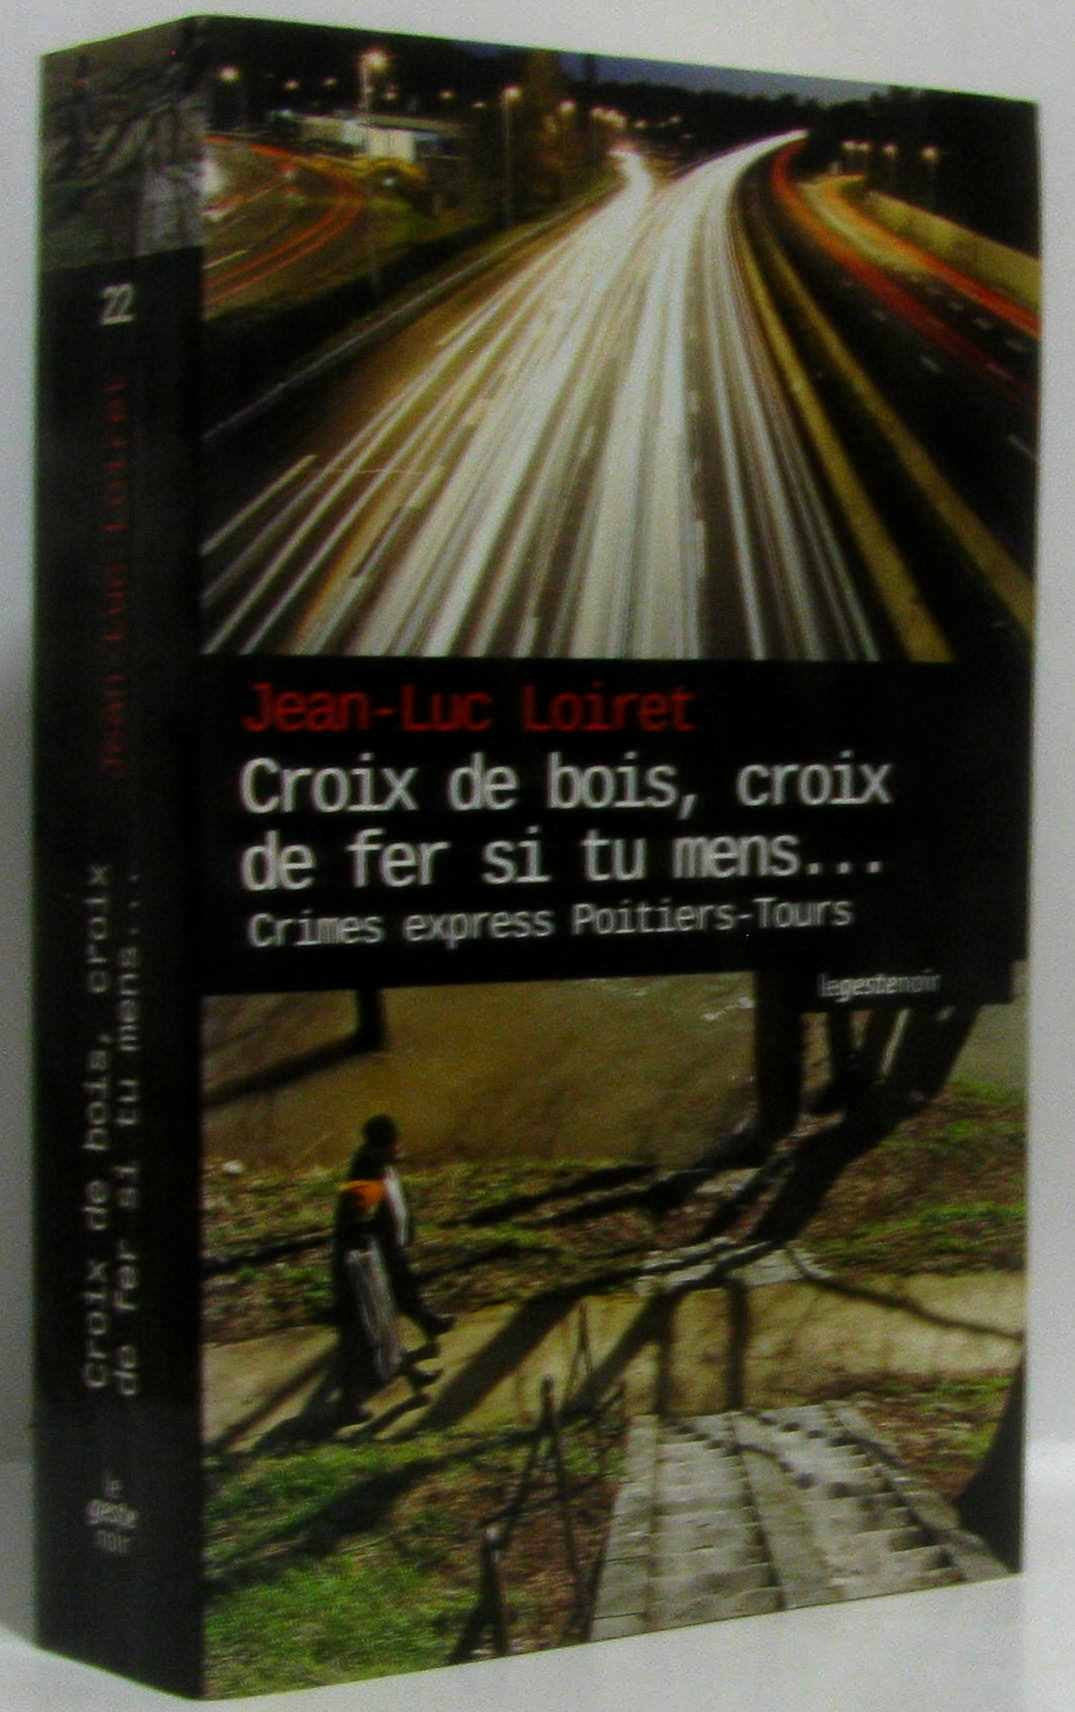 22
Jean-Luc Loiret
Croix de bois, croix
de fer si tu mens...
le
geste
noir
Jean-Luc Loiret
Croix de bois, croix
de fer si tu mens...
Crimes express Poitiers-Tours
legestenoir